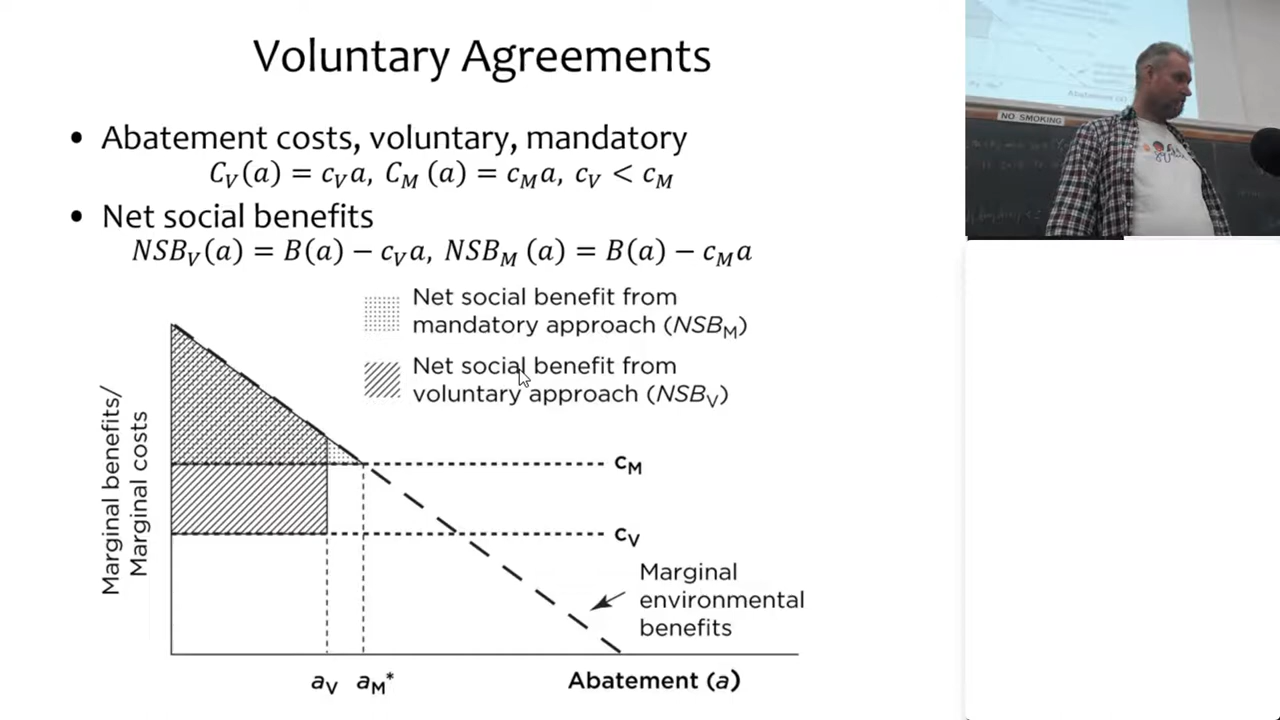 Voluntary Agreements
• Abatement costs, voluntary, mandatory
C_V(a) = c_V a, C_M (a) = c_M a, c_V < c_M
• Net social benefits
NSB_V(a) = B(a) − c_V a, NSB_M (a) = B(a) − c_M a
Net social benefit from
mandatory approach (NSB_M)
Net social benefit from
voluntary approach (NSB_V)
Marginal benefits/
Marginal costs
c_M
c_V
Marginal
environmental
benefits
a_V
a_M*
Abatement (a)
NO SMOKING
Abatement (a)